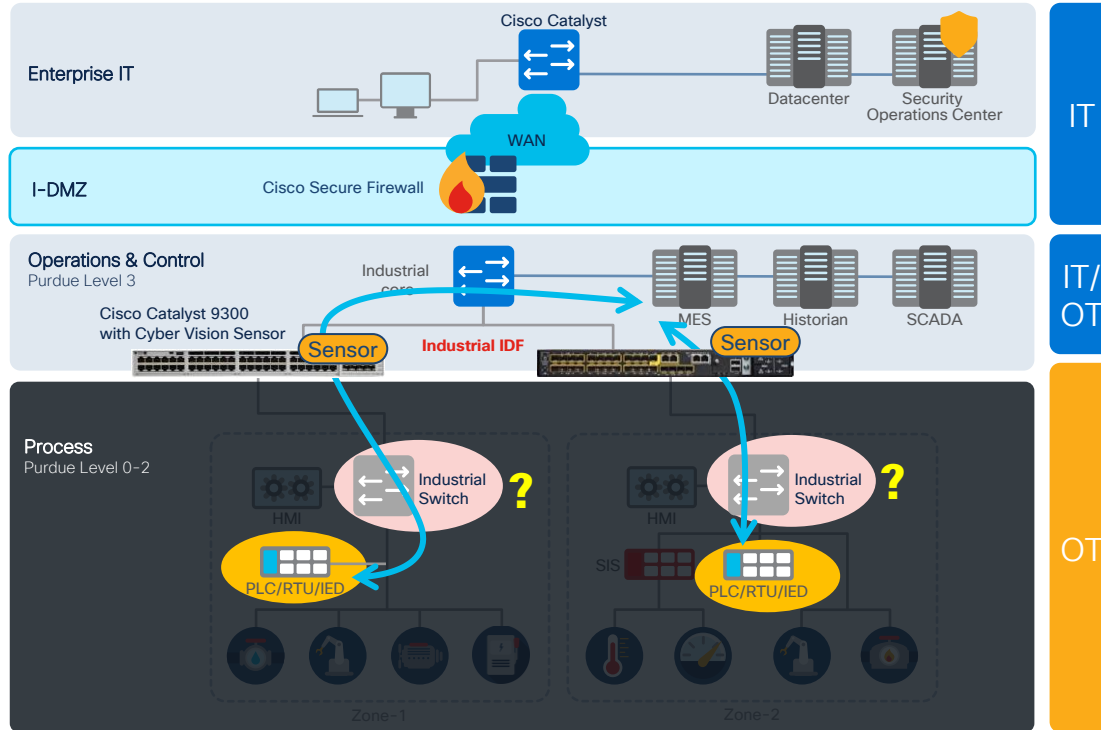 Cisco Catalyst
Enterprise IT
Datacenter
Security
Operations Center
IT
WAN
I-DMZ
Cisco Secure Firewall
Operations & Control
Purdue Level 3
Industrial
core
MES
Historian
SCADA
IT/
OT
Cisco Catalyst 9300
with Cyber Vision Sensor
Sensor
Industrial IDF
Sensor
Process
Purdue Level 0-2
Industrial
Switch
?
HMI
PLC/RTU/IED
Zone-1
Industrial
Switch
?
HMI
SIS
PLC/RTU/IED
Zone-2
OT